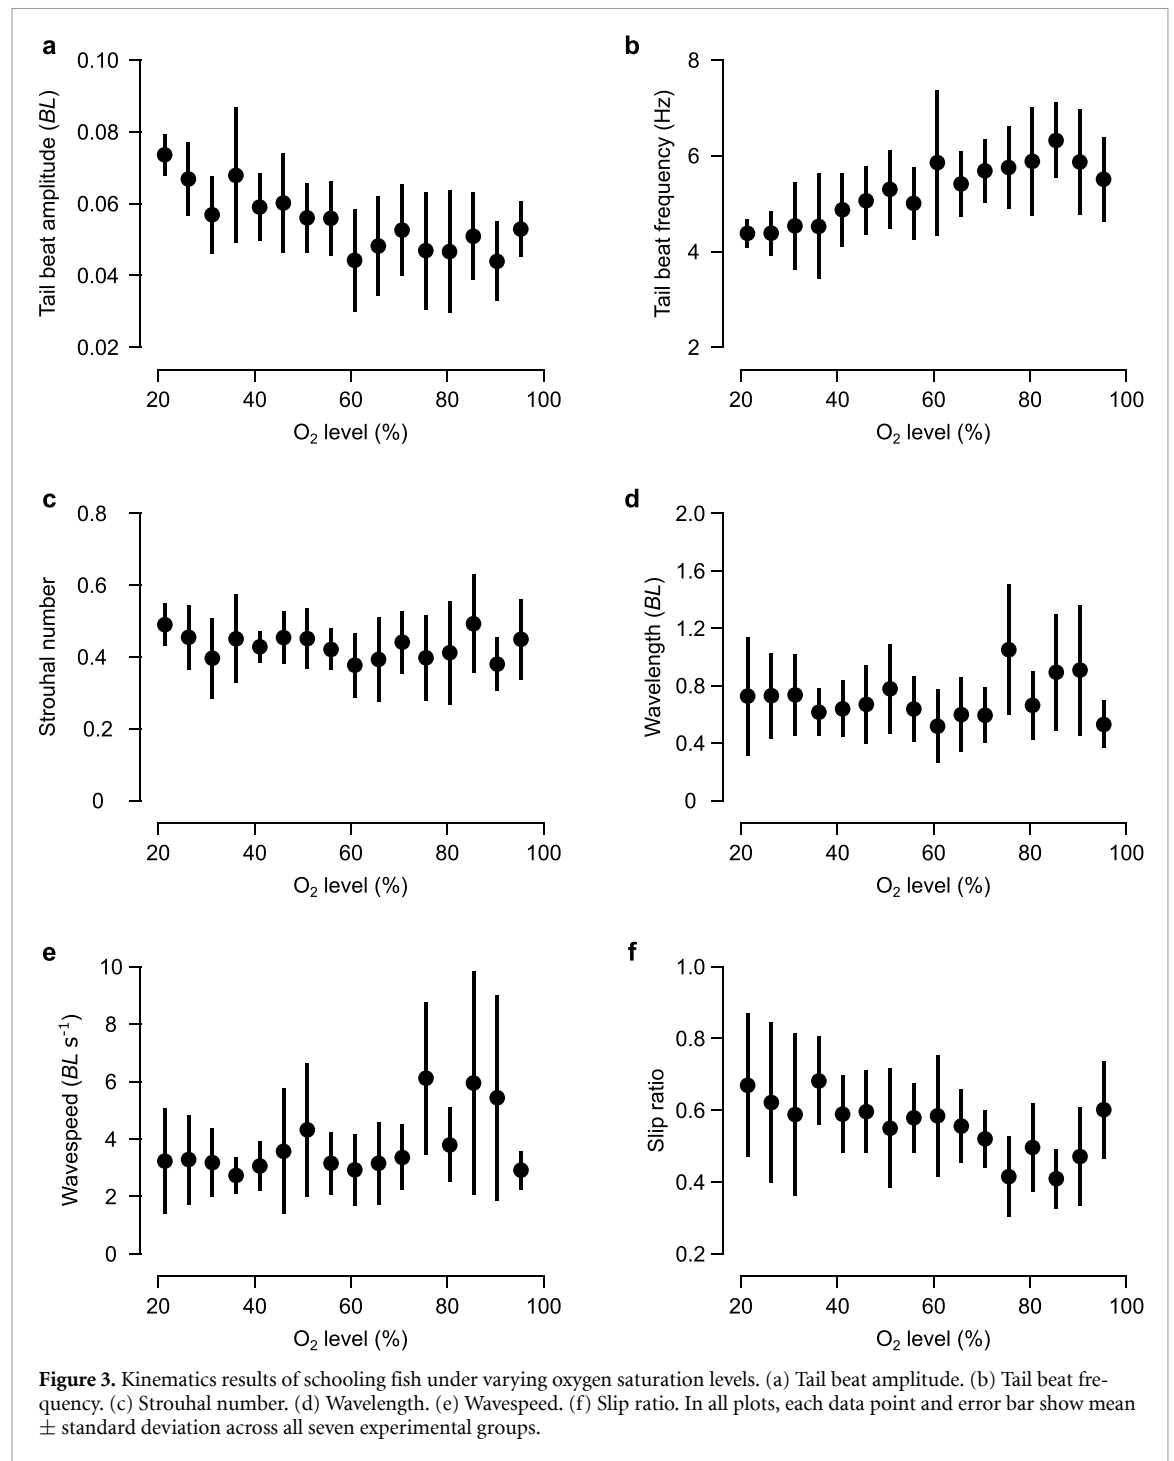 a
0.10
0.08
0.06
0.04
0.02
Tail beat amplitude (BL)
20 40 60 80 100
O₂ level (%)
b
8
6
4
2
Tail beat frequency (Hz)
20 40 60 80 100
O₂ level (%)
c
0.8
0.6
0.4
0.2
0
Strouhal number
20 40 60 80 100
O₂ level (%)
d
2.0
1.6
1.2
0.8
0.4
0
Wavelength (BL)
20 40 60 80 100
O₂ level (%)
e
10
8
6
4
2
0
Wavespeed (BL s⁻¹)
20 40 60 80 100
O₂ level (%)
f
1.0
0.8
0.6
0.4
0.2
Slip ratio
20 40 60 80 100
O₂ level (%)
Figure 3. Kinematics results of schooling fish under varying oxygen saturation levels. (a) Tail beat amplitude. (b) Tail beat fre-
quency. (c) Strouhal number. (d) Wavelength. (e) Wavespeed. (f) Slip ratio. In all plots, each data point and error bar show mean
± standard deviation across all seven experimental groups.